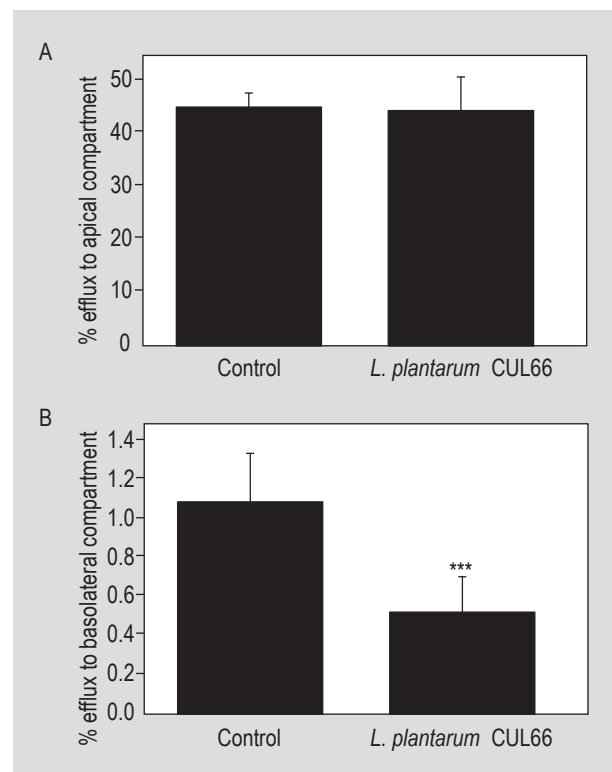 A
% efflux to apical compartment
50
40
30
20
10
0
Control
L. plantarum CUL66
B
% efflux to basolateral compartment
1.4
1.2
1.0
0.8
0.6
0.4
0.2
0.0
***
Control
L. plantarum CUL66